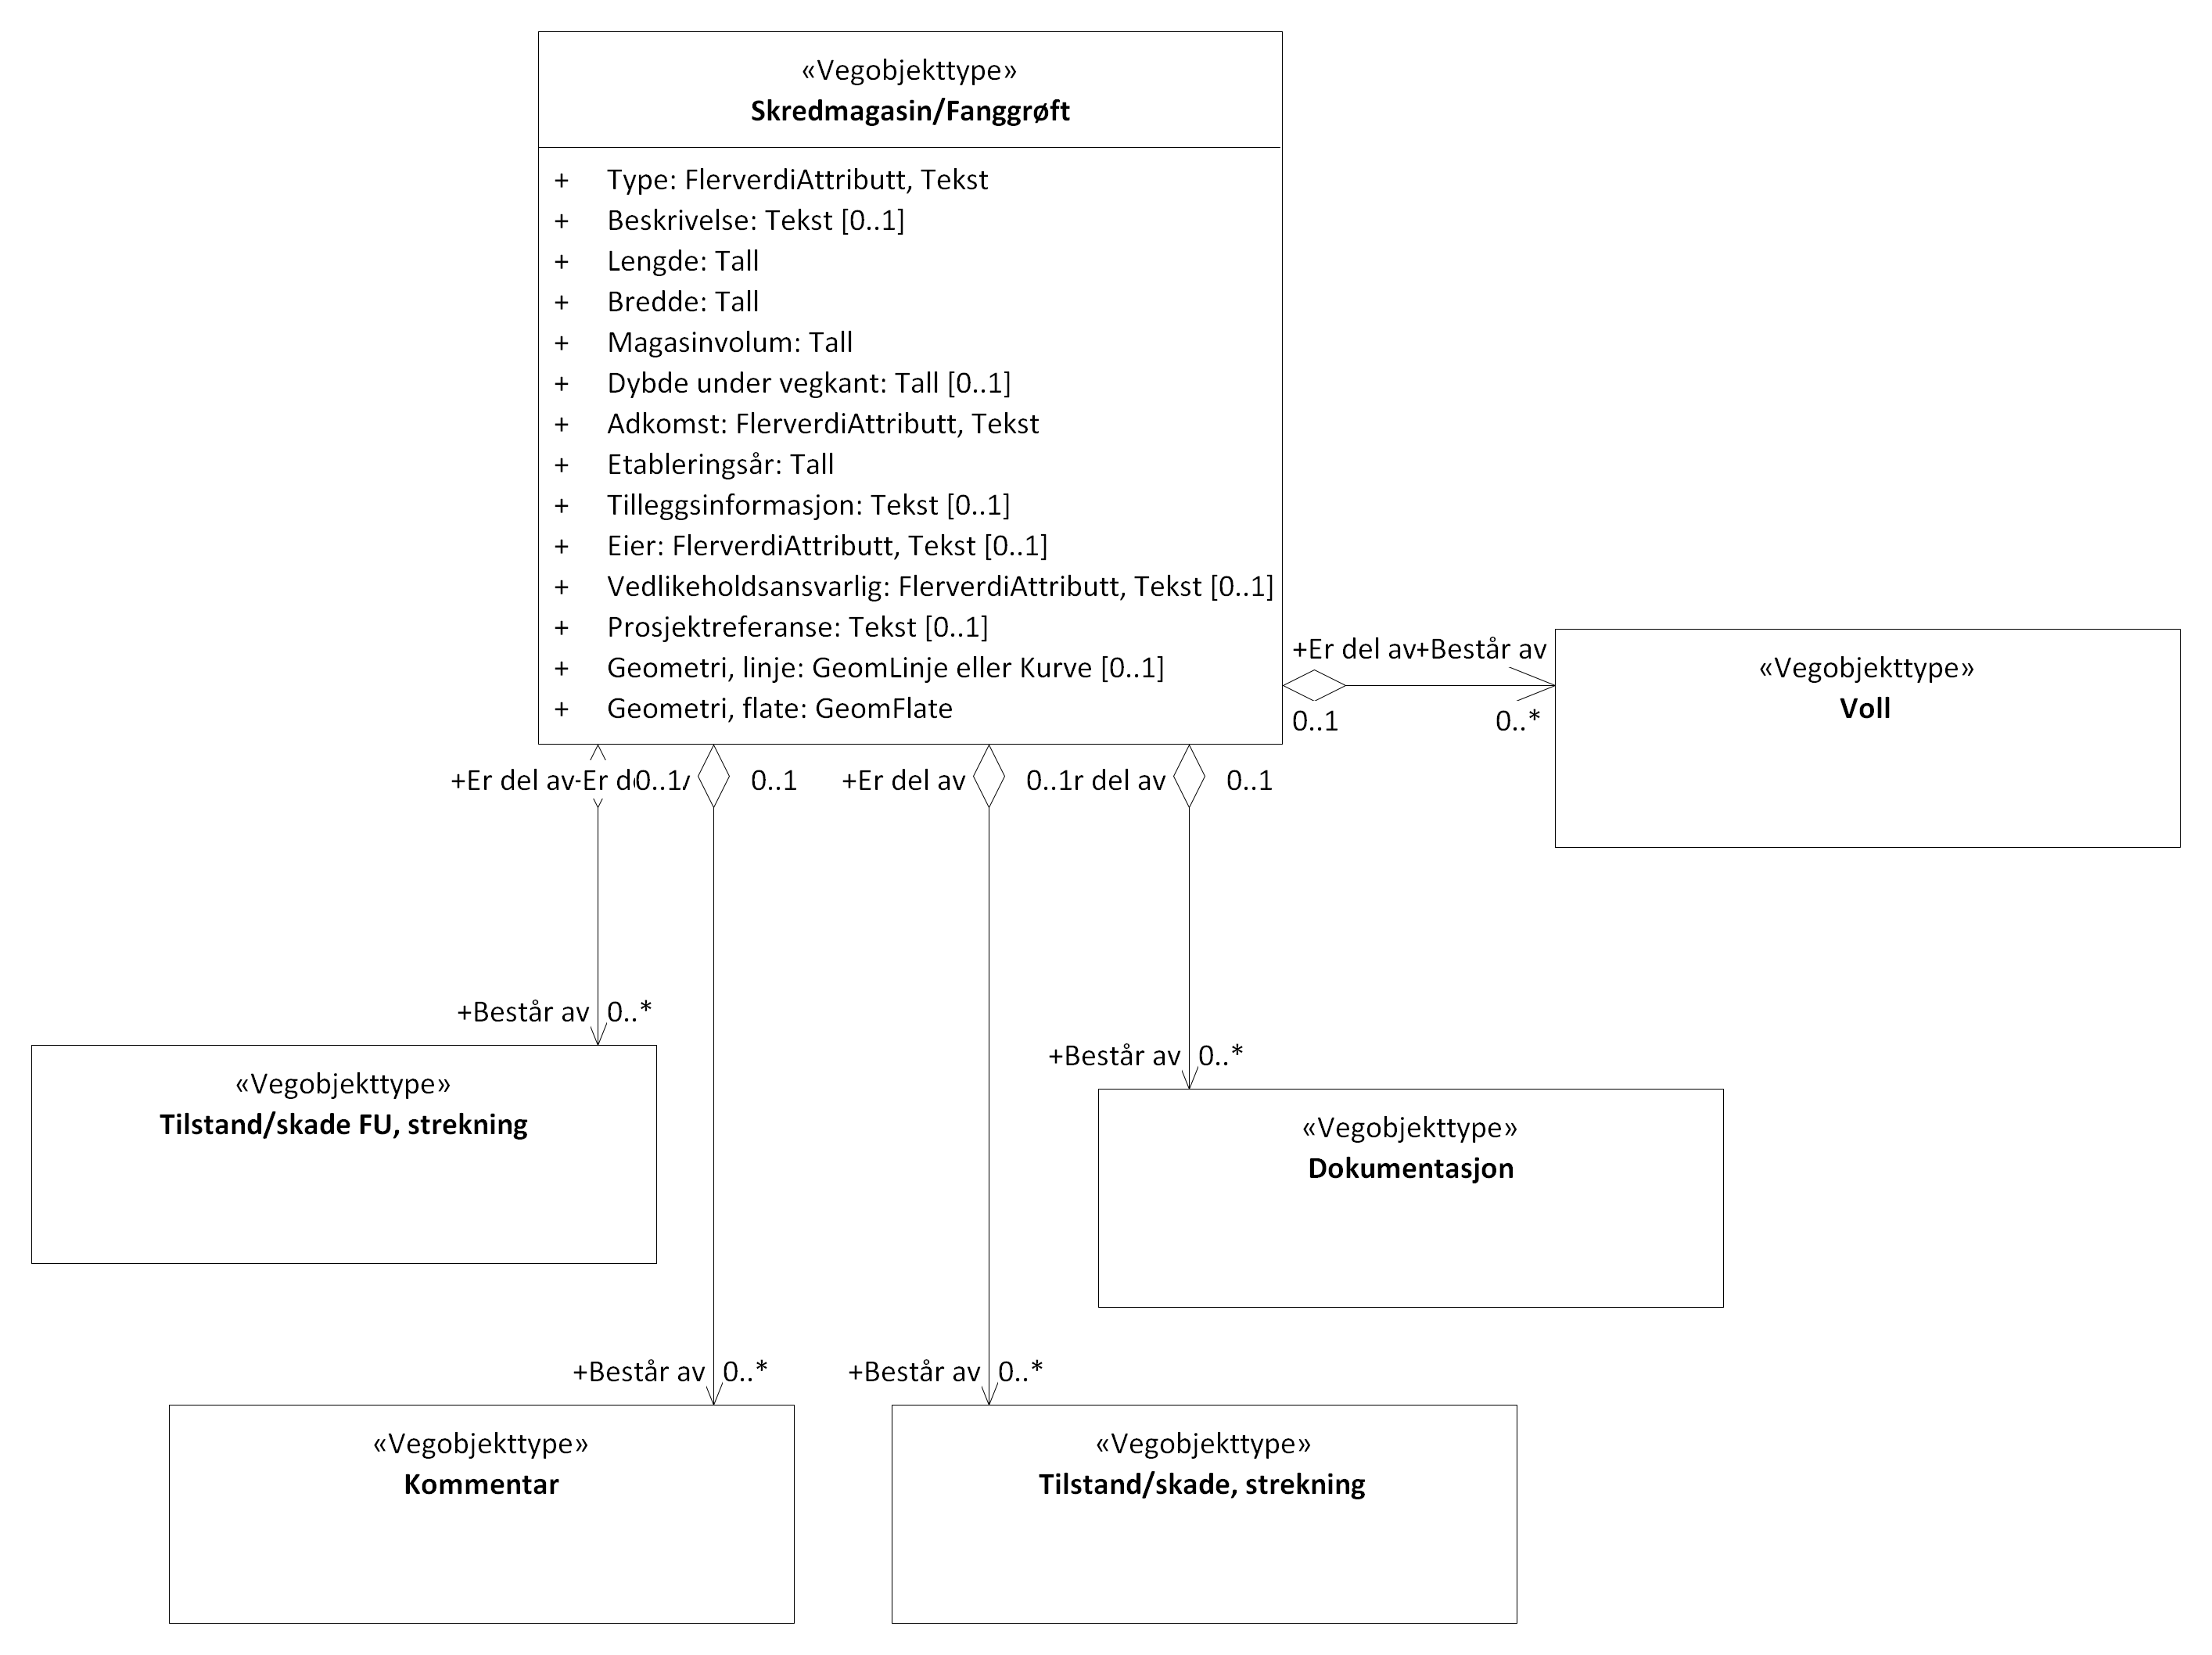 «Vegobjekttype»
Skredmagasin/Fanggrøft
+ Type: FlerverdiAttributt, Tekst
+ Beskrivelse: Tekst [0..1]
+ Lengde: Tall
+ Bredde: Tall
+ Magasinvolum: Tall
+ Dybde under vegkant: Tall [0..1]
+ Adkomst: FlerverdiAttributt, Tekst
+ Etableringsår: Tall
+ Tilleggsinformasjon: Tekst [0..1]
+ Eier: FlerverdiAttributt, Tekst [0..1]
+ Vedlikeholdsansvarlig: FlerverdiAttributt, Tekst [0..1]
+ Prosjektreferanse: Tekst [0..1]
+ Geometri, linje: GeomLinje eller Kurve [0..1]
+ Geometri, flate: GeomFlate
+Er del av +Består av
0..1 0..*
«Vegobjekttype»
Voll
+Er del av 0..1 0..1 +Er del av 0..1 r del av 0..1
+Består av 0..*
«Vegobjekttype»
Tilstand/skade FU, strekning
+Består av 0..*
«Vegobjekttype»
Dokumentasjon
+Består av 0..*
«Vegobjekttype»
Kommentar
+Består av 0..*
«Vegobjekttype»
Tilstand/skade, strekning